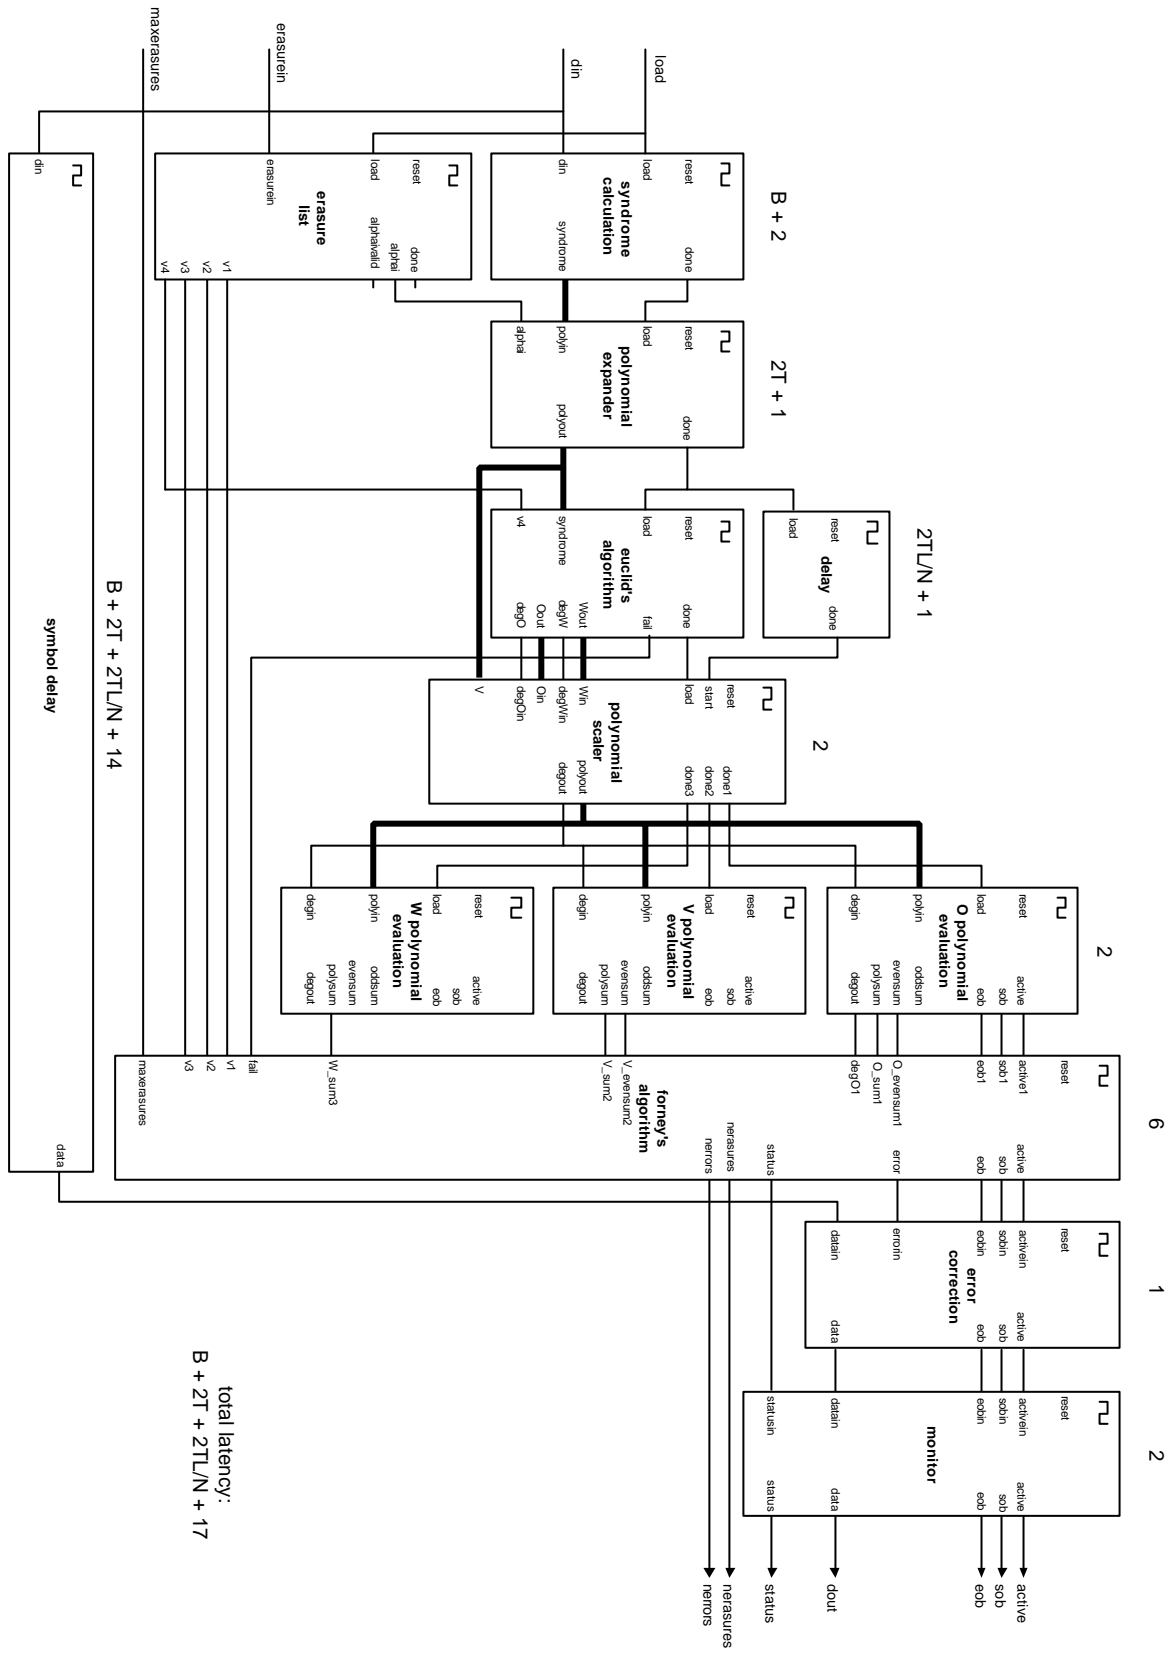 load
din
erasurein
maxerasures
B + 2
reset
load
din
syndrome
calculation
done
syndrome
reset
load
erasurein
erasure
list
done
alphai
alphaivalid
v1
v2
v3
v4
2T + 1
reset
load
polyin
alphai
polynomial
expander
done
polyout
2TL/N + 1
reset
load
delay
done
reset
load
syndrome
v4
euclid's
algorithm
done
fail
Wout
degW
Oout
degO
2
reset
start
load
Win
degWin
Oin
degOin
V
polynomial
scaler
done1
done2
done3
polyout
degout
2
reset
load
polyin
degin
O polynomial
evaluation
active
sob
eob
oddsum
evensum
polysum
degout
reset
load
polyin
degin
V polynomial
evaluation
active
sob
eob
oddsum
evensum
polysum
degout
reset
load
polyin
degin
W polynomial
evaluation
active
sob
eob
oddsum
evensum
polysum
degout
6
reset
active1
sob1
eob1
O_evensum1
O_sum1
degO1
V_evensum2
V_sum2
W_sum3
fail
v1
v2
v3
maxerasures
forney's
algorithm
active
sob
eob
error
status
nerasures
nerrors
1
reset
activein
sobin
eobin
errorin
datain
error
correction
active
sob
eob
data
2
reset
activein
sobin
eobin
datain
statusin
monitor
active
sob
eob
data
status
active
sob
eob
dout
status
nerasures
nerrors
B + 2T + 2TL/N + 14
din
symbol delay
data
total latency:
B + 2T + 2TL/N + 17